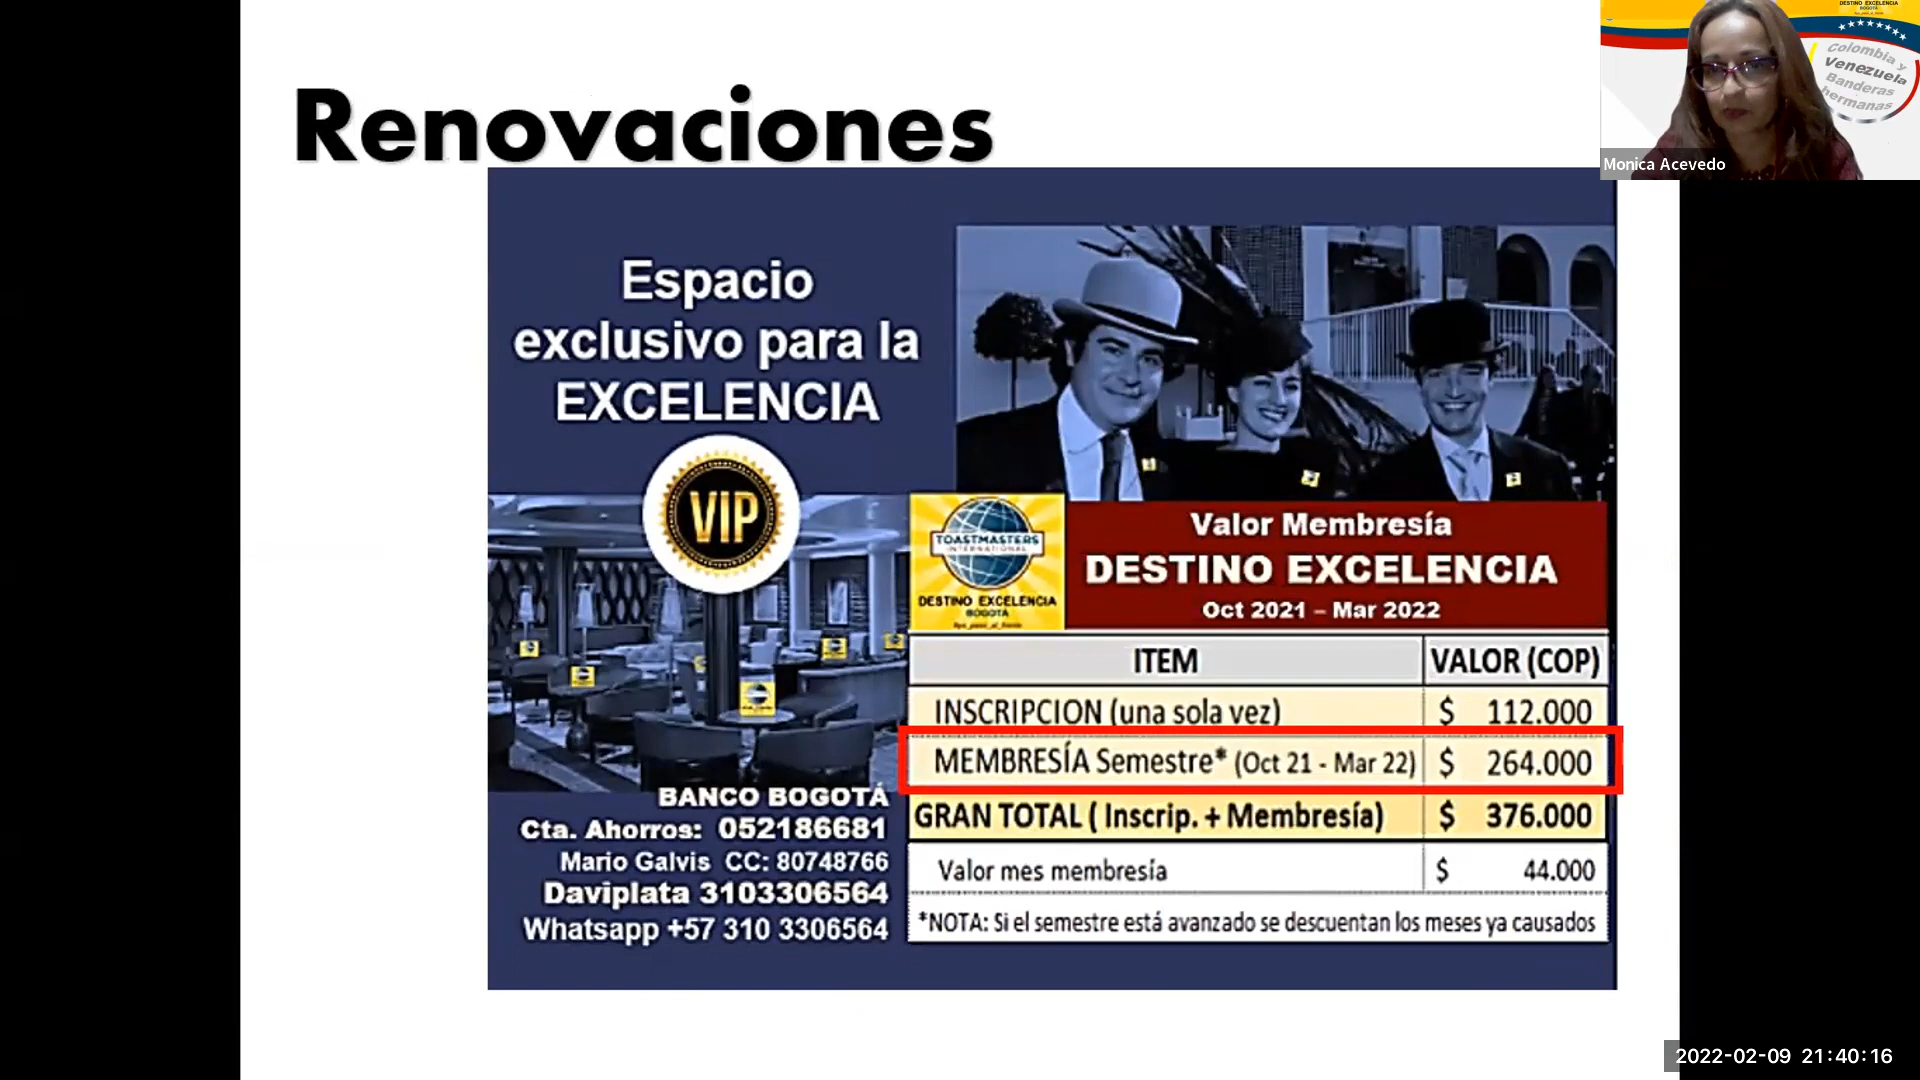 Renovaciones
DESTINO EXCELENCIA
BOGOTÁ
Colombia y
Venezuela
Banderas
hermanas
Monica Acevedo
Espacio
exclusivo para la
EXCELENCIA
VIP
TOASTMASTERS
INTERNATIONAL
DESTINO EXCELENCIA
BOGOTÁ
Valor Membresía
DESTINO EXCELENCIA
Oct 2021 – Mar 2022
ITEM VALOR (COP)
INSCRIPCION (una sola vez) $ 112.000
MEMBRESÍA Semestre* (Oct 21 - Mar 22) $ 264.000
GRAN TOTAL ( Inscrip. + Membresía) $ 376.000
Valor mes membresía $ 44.000
*NOTA: Si el semestre está avanzado se descuentan los meses ya causados
BANCO BOGOTÁ
Cta. Ahorros: 052186681
Mario Galvis CC: 80748766
Daviplata 3103306564
Whatsapp +57 310 3306564
2022-02-09 21:40:16